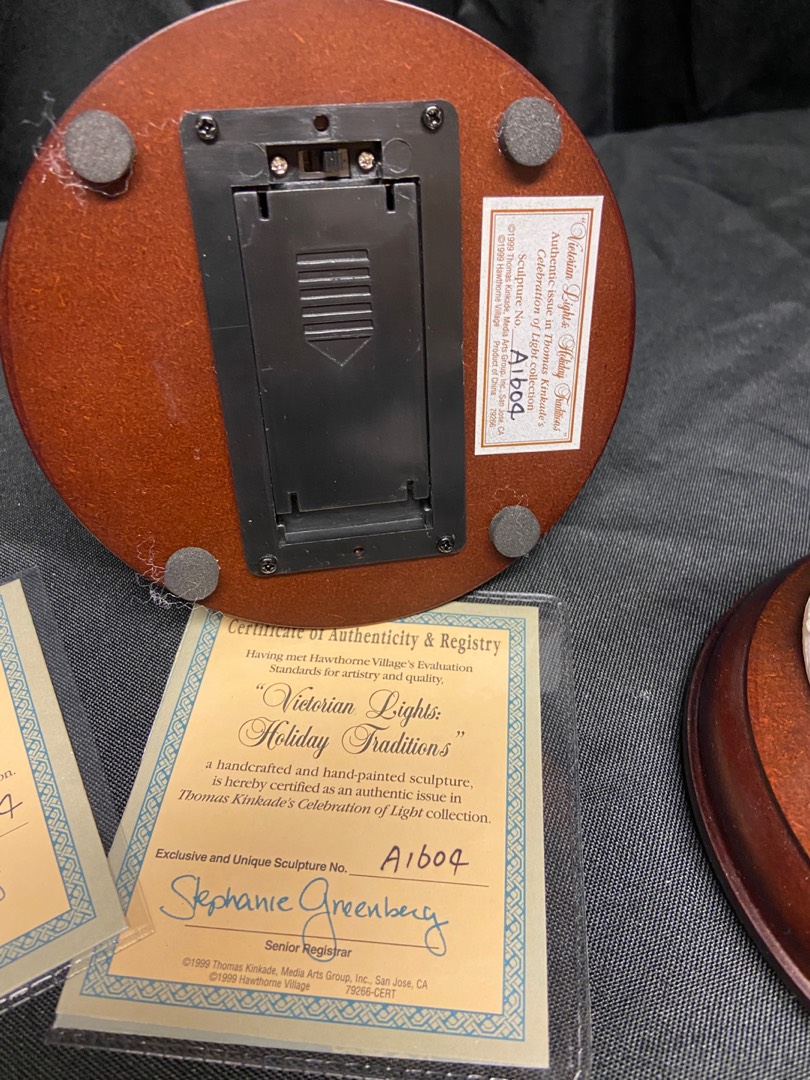 "Victorian Lights: Holiday Traditions"
Authentic issue in Thomas Kinkade's
Celebration of Light collection.
Sculpture No. A1604
©1999 Thomas Kinkade, Media Arts Group, Inc., San Jose, CA
©1999 Hawthorne Village Product of China 79266
Certificate of Authenticity & Registry
Having met Hawthorne Village's Evaluation
Standards for artistry and quality,
"Victorian Lights:
Holiday Traditions"
a handcrafted and hand-painted sculpture,
is hereby certified as an authentic issue in
Thomas Kinkade's Celebration of Light collection.
Exclusive and Unique Sculpture No. A1604
Stephanie Greenberg
Senior Registrar
©1999 Thomas Kinkade, Media Arts Group, Inc., San Jose, CA
©1999 Hawthorne Village 79266-CERT